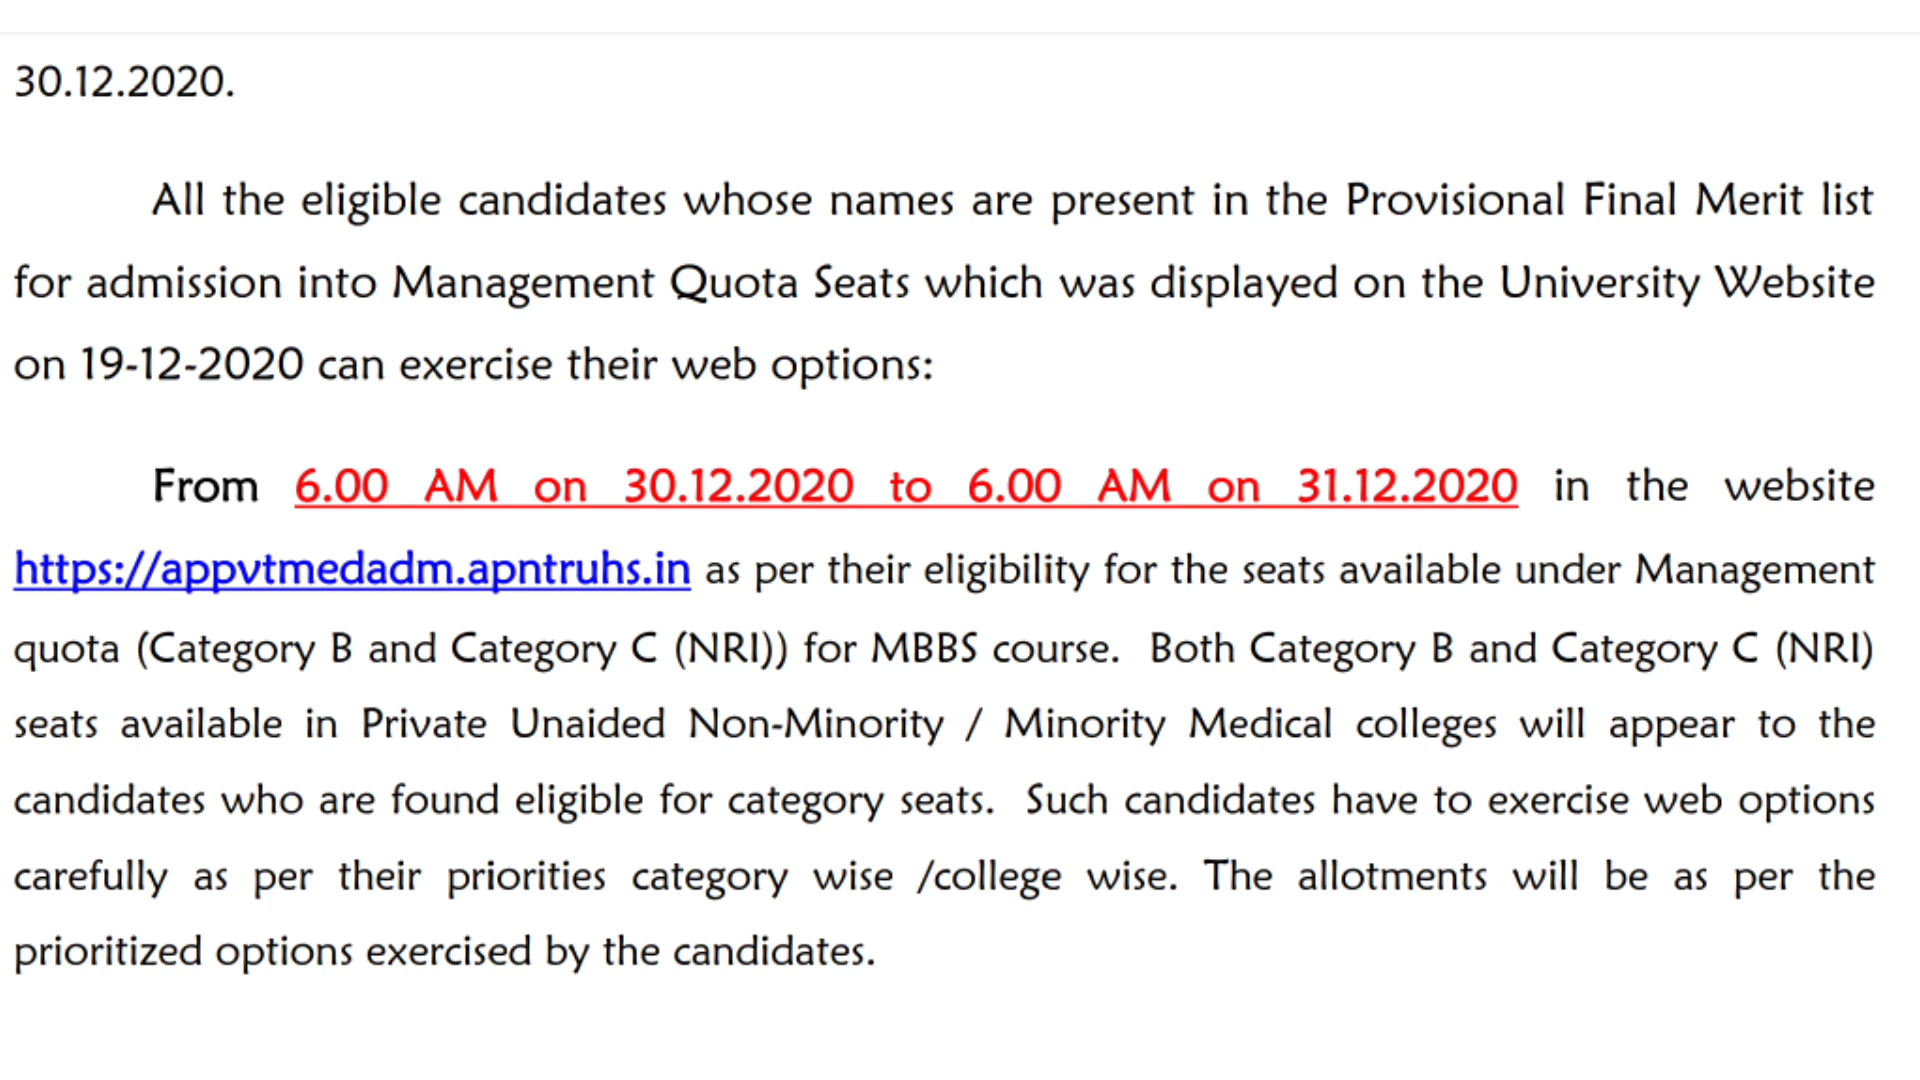 30.12.2020.
All the eligible candidates whose names are present in the Provisional Final Merit list
for admission into Management Quota Seats which was displayed on the University Website
on 19-12-2020 can exercise their web options:
From 6.00 AM on 30.12.2020 to 6.00 AM on 31.12.2020 in the website
https://appvtmedadm.apntruhs.in as per their eligibility for the seats available under Management
quota (Category B and Category C (NRI)) for MBBS course. Both Category B and Category C (NRI)
seats available in Private Unaided Non-Minority / Minority Medical colleges will appear to the
candidates who are found eligible for category seats. Such candidates have to exercise web options
carefully as per their priorities category wise /college wise. The allotments will be as per the
prioritized options exercised by the candidates.